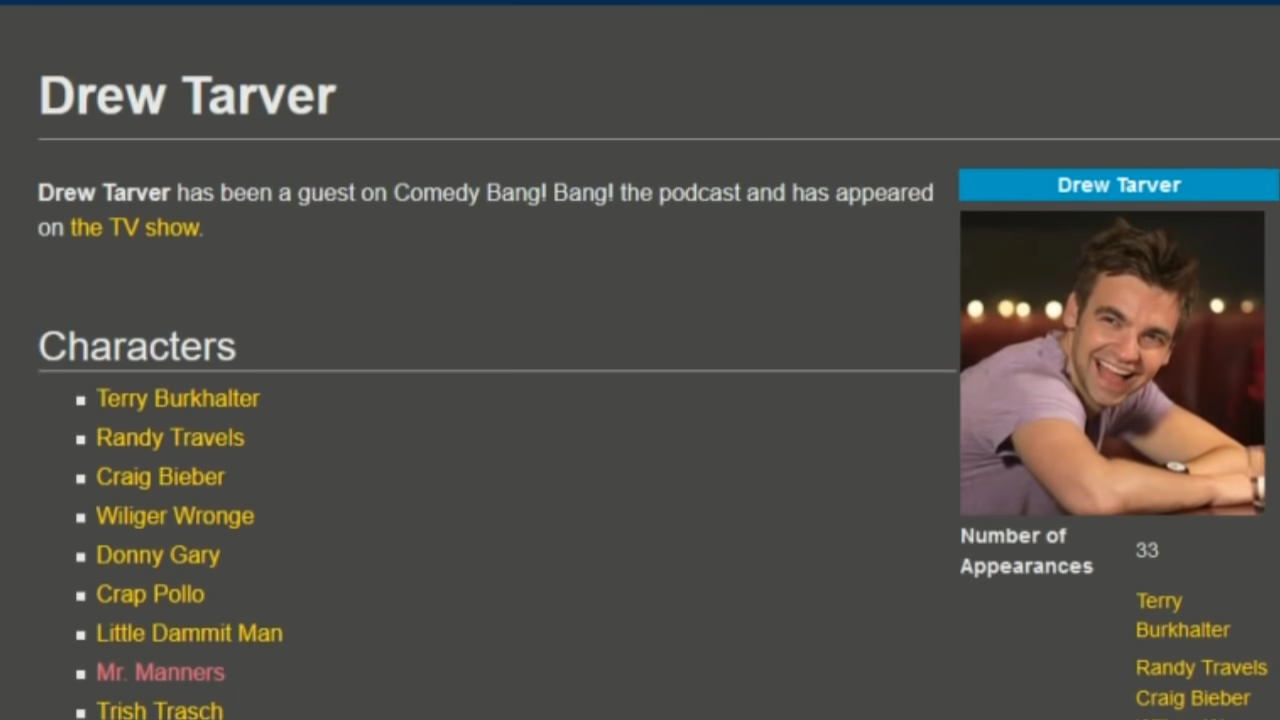 Drew Tarver
Drew Tarver has been a guest on Comedy Bang! Bang! the podcast and has appeared
on the TV show.
Characters
Terry Burkhalter
Randy Travels
Craig Bieber
Wiliger Wronge
Donny Gary
Crap Pollo
Little Dammit Man
Mr. Manners
Trish Trasch
Drew Tarver
Number of
Appearances
33
Terry
Burkhalter
Randy Travels
Craig Bieber